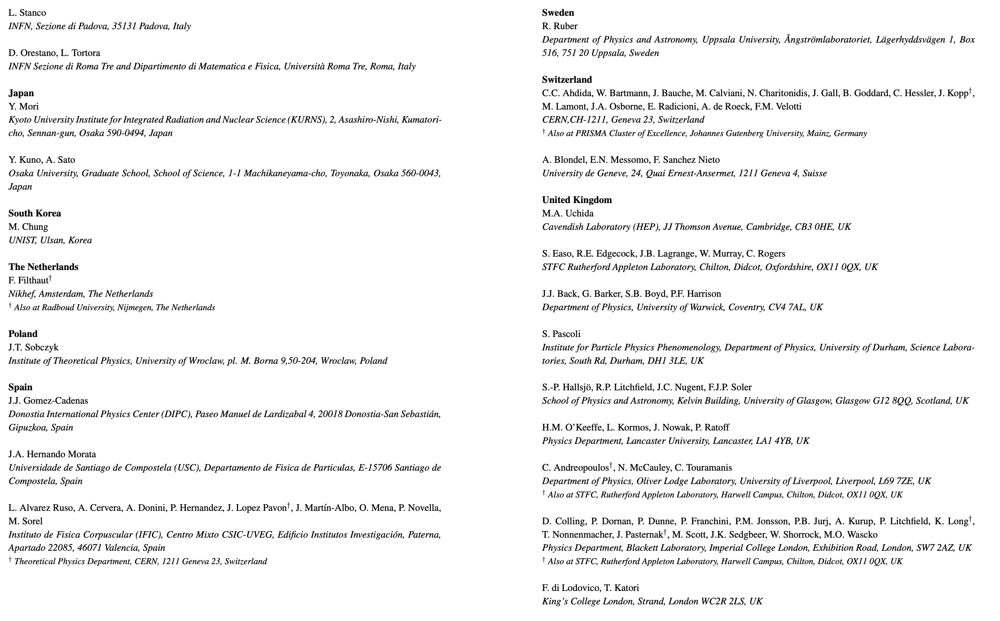 L. Stanco
INFN, Sezione di Padova, 35131 Padova, Italy
D. Orestano, L. Tortora
INFN Sezione di Roma Tre and Dipartimento di Matematica e Fisica, Università Roma Tre, Roma, Italy
Japan
Y. Mori
Kyoto University Institute for Integrated Radiation and Nuclear Science (KURNS), 2, Asashiro-Nishi, Kumatori-
cho, Sennan-gun, Osaka 590-0494, Japan
Y. Kuno, A. Sato
Osaka University, Graduate School, School of Science, 1-1 Machikaneyama-cho, Toyonaka, Osaka 560-0043,
Japan
South Korea
M. Chung
UNIST, Ulsan, Korea
The Netherlands
F. Filthaut†
Nikhef, Amsterdam, The Netherlands
† Also at Radboud University, Nijmegen, The Netherlands
Poland
J.T. Sobczyk
Institute of Theoretical Physics, University of Wroclaw, pl. M. Borna 9,50-204, Wroclaw, Poland
Spain
J.J. Gomez-Cadenas
Donostia International Physics Center (DIPC), Paseo Manuel de Lardizabal 4, 20018 Donostia-San Sebastián,
Gipuzkoa, Spain
J.A. Hernando Morata
Universidade de Santiago de Compostela (USC), Departamento de Fisica de Particulas, E-15706 Santiago de
Compostela, Spain
L. Alvarez Ruso, A. Cervera, A. Donini, P. Hernandez, J. Lopez Pavon†, J. Martín-Albo, O. Mena, P. Novella,
M. Sorel
Instituto de Fisica Corpuscular (IFIC), Centro Mixto CSIC-UVEG, Edificio Institutos Investigación, Paterna,
Apartado 22085, 46071 Valencia, Spain
† Theoretical Physics Department, CERN, 1211 Geneva 23, Switzerland
Sweden
R. Ruber
Department of Physics and Astronomy, Uppsala University, Ångströmlaboratoriet, Lägerhyddsvägen 1, Box
516, 751 20 Uppsala, Sweden
Switzerland
C.C. Ahdida, W. Bartmann, J. Bauche, M. Calviani, N. Charitonidis, J. Gall, B. Goddard, C. Hessler, J. Kopp†,
M. Lamont, J.A. Osborne, E. Radicioni, A. de Roeck, F.M. Velotti
CERN,CH-1211, Geneva 23, Switzerland
† Also at PRISMA Cluster of Excellence, Johannes Gutenberg University, Mainz, Germany
A. Blondel, E.N. Messomo, F. Sanchez Nieto
University de Geneve, 24, Quai Ernest-Ansermet, 1211 Geneva 4, Suisse
United Kingdom
M.A. Uchida
Cavendish Laboratory (HEP), JJ Thomson Avenue, Cambridge, CB3 0HE, UK
S. Easo, R.E. Edgecock, J.B. Lagrange, W. Murray, C. Rogers
STFC Rutherford Appleton Laboratory, Chilton, Didcot, Oxfordshire, OX11 0QX, UK
J.J. Back, G. Barker, S.B. Boyd, P.F. Harrison
Department of Physics, University of Warwick, Coventry, CV4 7AL, UK
S. Pascoli
Institute for Particle Physics Phenomenology, Department of Physics, University of Durham, Science Labora-
tories, South Rd, Durham, DH1 3LE, UK
S.-P. Hallsjö, R.P. Litchfield, J.C. Nugent, F.J.P. Soler
School of Physics and Astronomy, Kelvin Building, University of Glasgow, Glasgow G12 8QQ, Scotland, UK
H.M. O’Keeffe, L. Kormos, J. Nowak, P. Ratoff
Physics Department, Lancaster University, Lancaster, LA1 4YB, UK
C. Andreopoulos†, N. McCauley, C. Touramanis
Department of Physics, Oliver Lodge Laboratory, University of Liverpool, Liverpool, L69 7ZE, UK
† Also at STFC, Rutherford Appleton Laboratory, Harwell Campus, Chilton, Didcot, OX11 0QX, UK
D. Colling, P. Dornan, P. Dunne, P. Franchini, P.M. Jonsson, P.B. Jurj, A. Kurup, P. Litchfield, K. Long†,
T. Nonnenmacher, J. Pasternak†, M. Scott, J.K. Sedgbeer, W. Shorrock, M.O. Wascko
Physics Department, Blackett Laboratory, Imperial College London, Exhibition Road, London, SW7 2AZ, UK
† Also at STFC, Rutherford Appleton Laboratory, Harwell Campus, Chilton, Didcot, OX11 0QX, UK
F. di Lodovico, T. Katori
King’s College London, Strand, London WC2R 2LS, UK